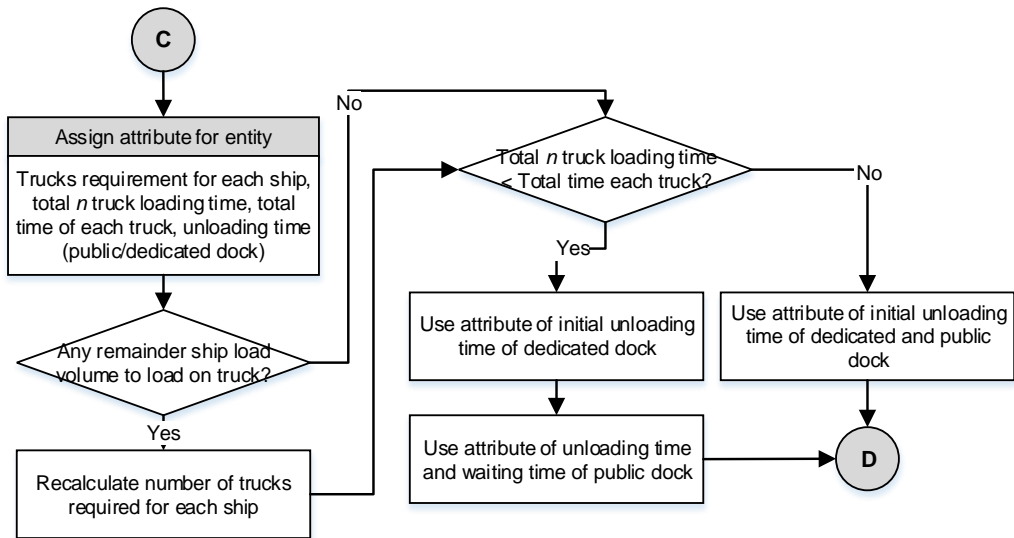 C
Assign attribute for entity
Trucks requirement for each ship,
total n truck loading time, total
time of each truck, unloading time
(public/dedicated dock)
Any remainder ship load
volume to load on truck?
No
Yes
Recalculate number of trucks
required for each ship
Total n truck loading time
< Total time each truck?
Yes
No
Use attribute of initial unloading
time of dedicated dock
Use attribute of unloading time
and waiting time of public dock
Use attribute of initial unloading
time of dedicated and public
dock
D